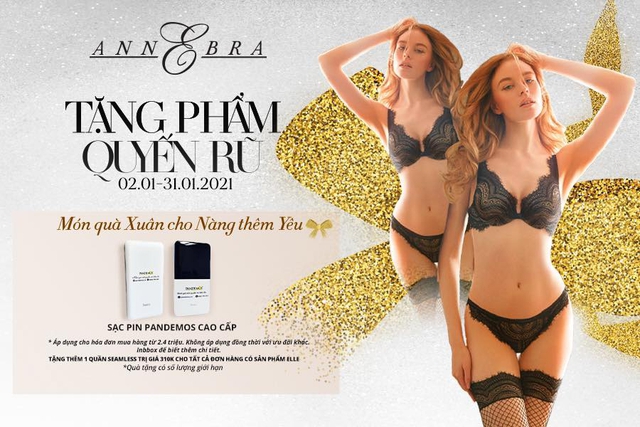 ANNEBRA
TẶNG PHẨM
QUYẾN RŨ
02.01-31.01.2021
Món quà Xuân cho Nàng thêm Yêu
SẠC PIN PANDEMOS CAO CẤP
* Áp dụng cho hóa đơn mua hàng từ 2.4 triệu. Không áp dụng đồng thời với ưu đãi khác.
Inbbox để biết thêm chi tiết.
TẶNG THÊM 1 QUẦN SEAMLESS TRỊ GIÁ 310K CHO TẤT CẢ ĐƠN HÀNG CÓ SẢN PHẨM ELLE
*Quà tặng có số lượng giới hạn